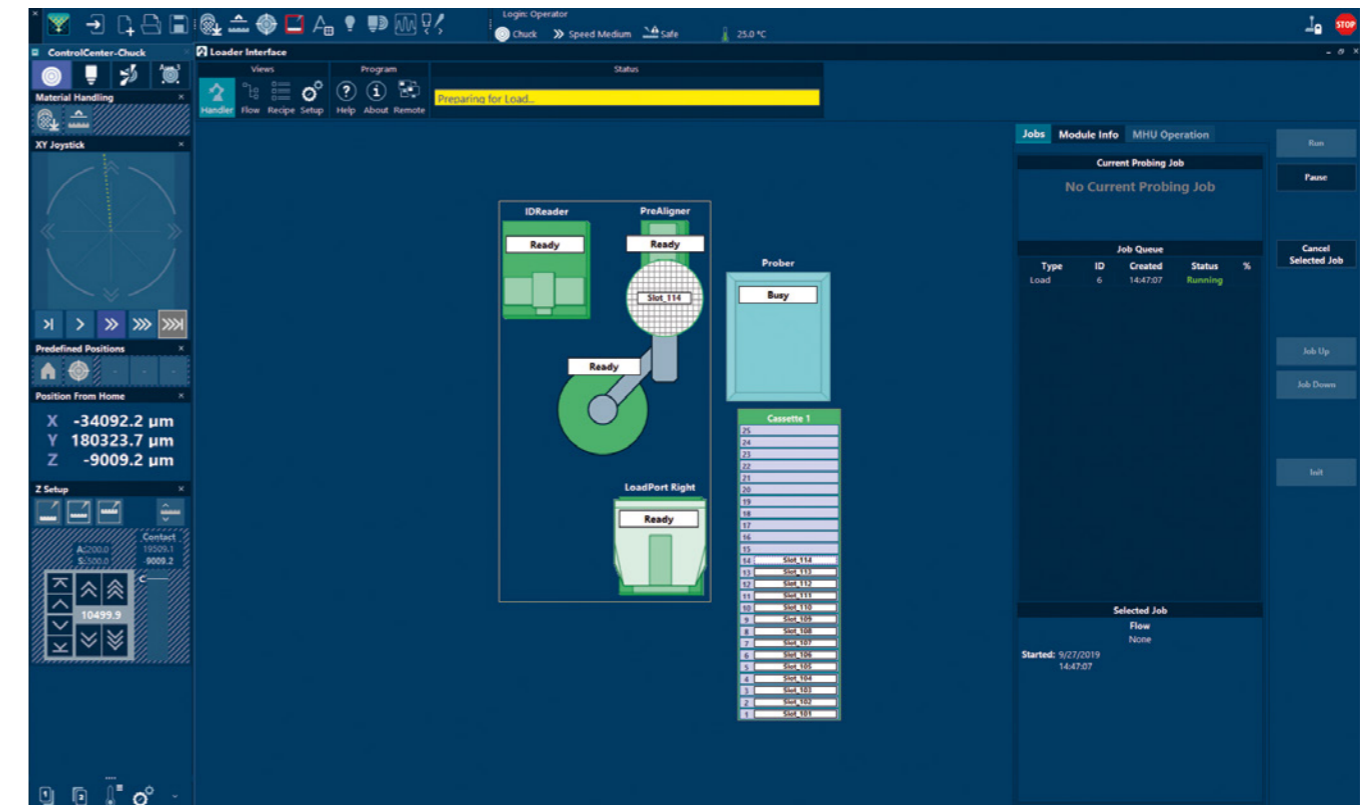 Login: Operator
Chuck Speed Medium Safe 25.0 °C
STOP
ControlCenter-Chuck
Material Handling
XY Joystick
Predefined Positions
Position From Home
X -34092.2 µm
Y 180323.7 µm
Z -9009.2 µm
Z Setup
A:200.0
S:300.0
Contact
19509.1
-9009.2
C
10499.9
Loader Interface
Views Program Status
Handler Flow Recipe Setup Help About Remote
Preparing for Load...
IDReader
Ready
PreAligner
Ready
Slot_114
Ready
Prober
Busy
LoadPort Right
Ready
Cassette 1
25
24
23
22
21
20
19
18
17
16
15
14 Slot_114
13 Slot_113
12 Slot_112
11 Slot_111
10 Slot_110
9 Slot_109
8 Slot_108
7 Slot_107
6 Slot_106
5 Slot_105
4 Slot_104
3 Slot_103
2 Slot_102
1 Slot_101
Jobs Module Info MHU Operation
Current Probing Job
No Current Probing Job
Job Queue
Type ID Created Status %
Load 6 14:47:07 Running
Selected Job
Flow
None
Started: 9/27/2019
14:47:07
Run
Pause
Cancel
Selected Job
Job Up
Job Down
Init